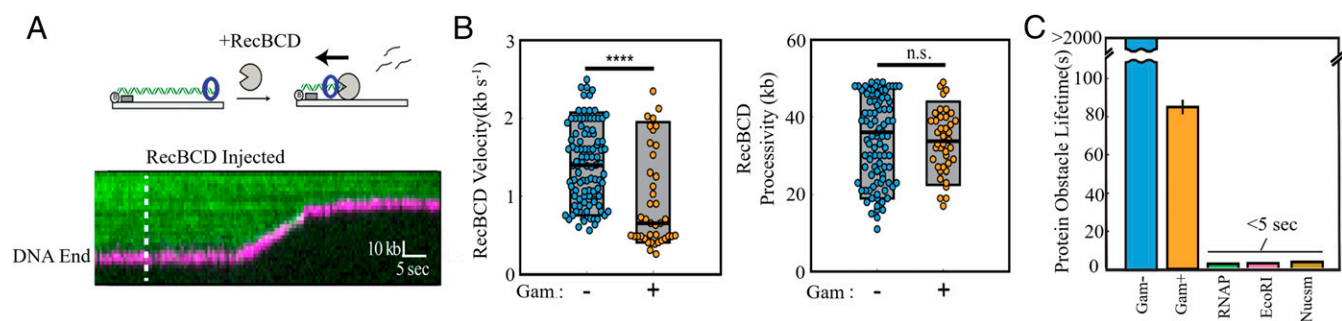 A
+RecBCD
B
RecBCD Injected
DNA End
10 kb
5 sec
B
RecBCD Velocity(kb s⁻¹)
3
2
1
0
****
Gam.: - +
RecBCD
Processivity (kb)
60
40
20
0
n.s.
Gam : - +
C
Protein Obstacle Lifetime(s)
>2000
100
80
60
40
20
0
<5 sec
Gam-
Gam+
RNAP
EcoRI
Nucsm